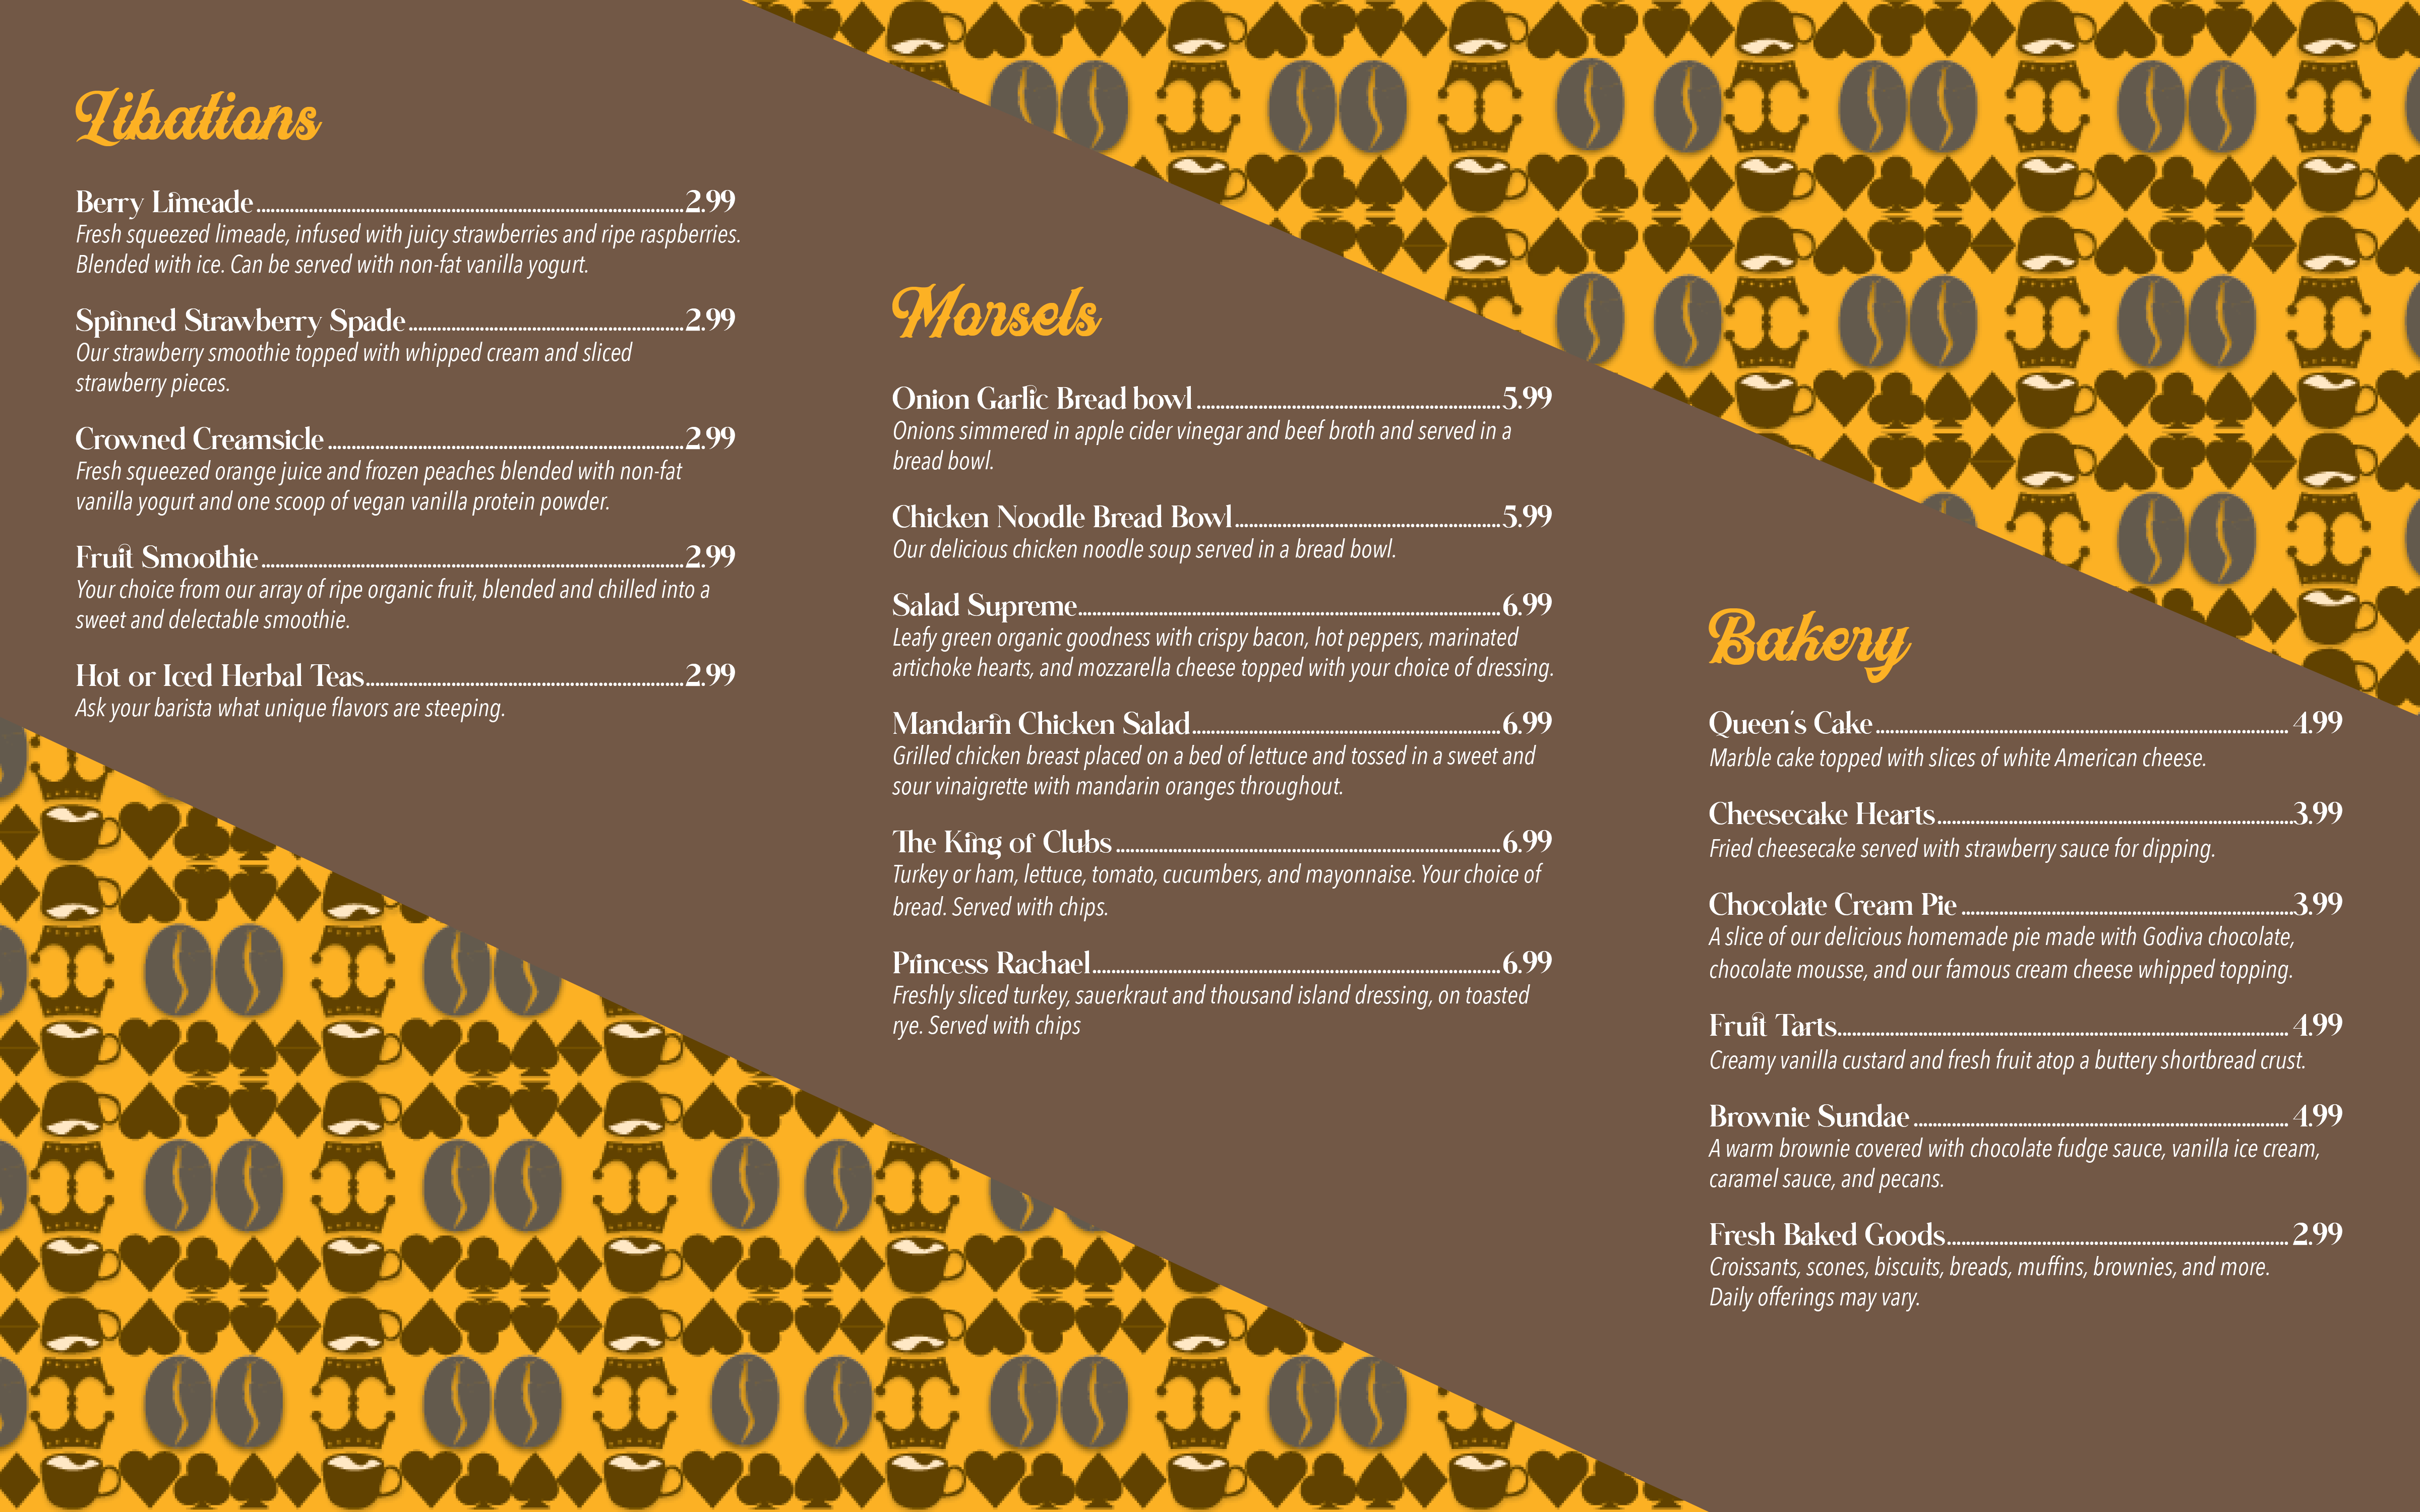 Libations
Berry Limeade 2.99
Fresh squeezed limeade, infused with juicy strawberries and ripe raspberries.
Blended with ice. Can be served with non-fat vanilla yogurt.
Spinned Strawberry Spade 2.99
Our strawberry smoothie topped with whipped cream and sliced
strawberry pieces.
Crowned Creamsicle 2.99
Fresh squeezed orange juice and frozen peaches blended with non-fat
vanilla yogurt and one scoop of vegan vanilla protein powder.
Fruit Smoothie 2.99
Your choice from our array of ripe organic fruit, blended and chilled into a
sweet and delectable smoothie.
Hot or Iced Herbal Teas 2.99
Ask your barista what unique flavors are steeping.
Morsels
Onion Garlic Bread bowl 5.99
Onions simmered in apple cider vinegar and beef broth and served in a
bread bowl.
Chicken Noodle Bread Bowl 5.99
Our delicious chicken noodle soup served in a bread bowl.
Salad Supreme 6.99
Leafy green organic goodness with crispy bacon, hot peppers, marinated
artichoke hearts, and mozzarella cheese topped with your choice of dressing.
Mandarin Chicken Salad 6.99
Grilled chicken breast placed on a bed of lettuce and tossed in a sweet and
sour vinaigrette with mandarin oranges throughout.
The King of Clubs 6.99
Turkey or ham, lettuce, tomato, cucumbers, and mayonnaise. Your choice of
bread. Served with chips.
Princess Rachael 6.99
Freshly sliced turkey, sauerkraut and thousand island dressing, on toasted
rye. Served with chips
Bakery
Queen's Cake 4.99
Marble cake topped with slices of white American cheese.
Cheesecake Hearts 3.99
Fried cheesecake served with strawberry sauce for dipping.
Chocolate Cream Pie 3.99
A slice of our delicious homemade pie made with Godiva chocolate,
chocolate mousse, and our famous cream cheese whipped topping.
Fruit Tarts 4.99
Creamy vanilla custard and fresh fruit atop a buttery shortbread crust.
Brownie Sundae 4.99
A warm brownie covered with chocolate fudge sauce, vanilla ice cream,
caramel sauce, and pecans.
Fresh Baked Goods 2.99
Croissants, scones, biscuits, breads, muffins, brownies, and more.
Daily offerings may vary.